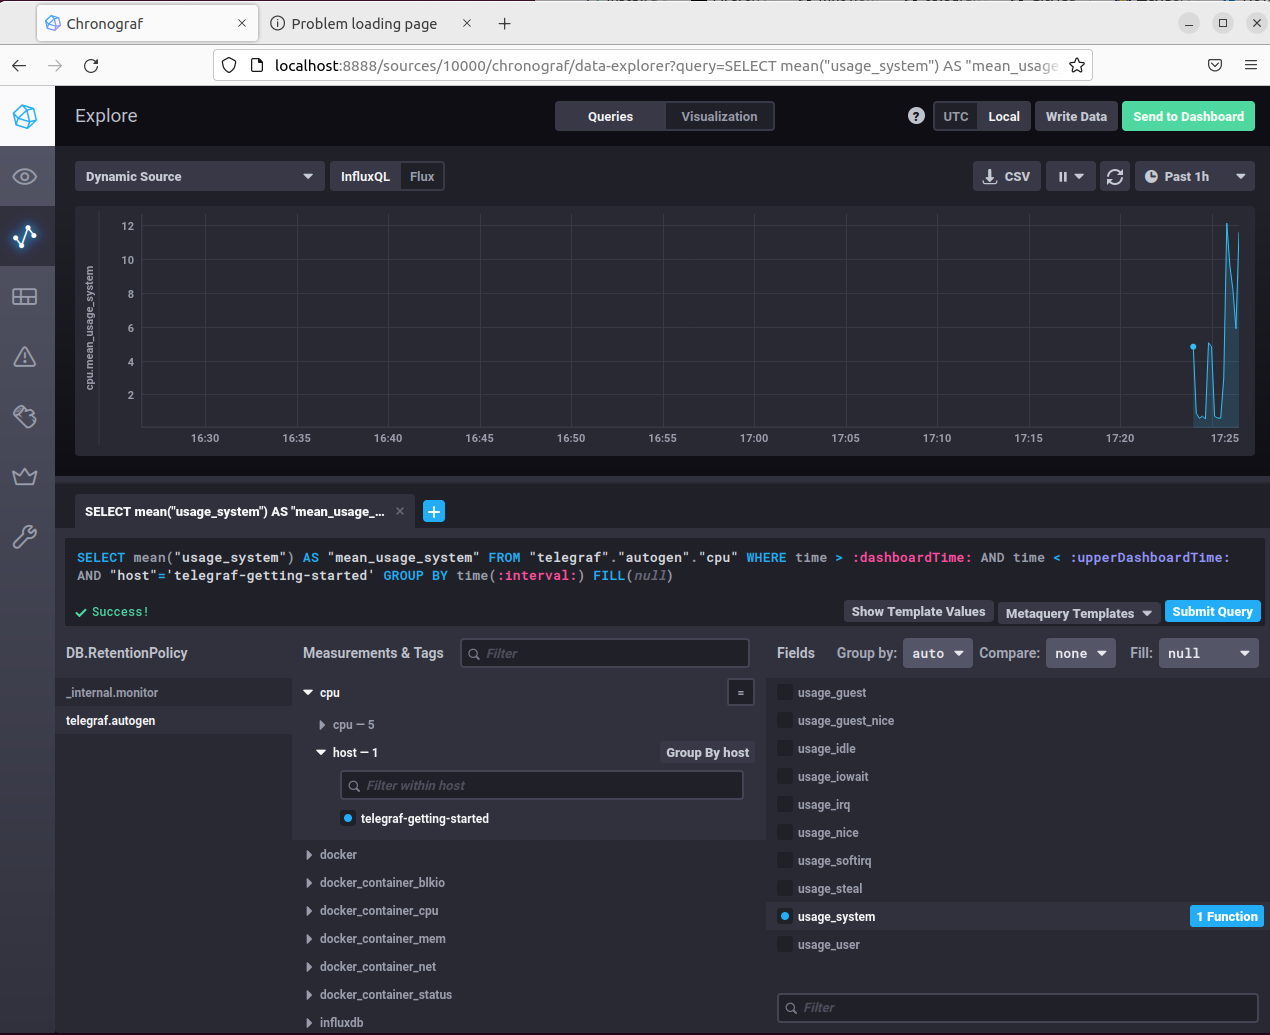 Chronograf
Problem loading page
localhost:8888/sources/10000/chronograf/data-explorer?query=SELECT mean("usage_system") AS "mean_usage
Explore
Queries
Visualization
?
UTC
Local
Write Data
Send to Dashboard
Dynamic Source
InfluxQL
Flux
CSV
Past 1h
cpu.mean_usage_system
12
10
8
6
4
2
16:30
16:35
16:40
16:45
16:50
16:55
17:00
17:05
17:10
17:15
17:20
17:25
SELECT mean("usage_system") AS "mean_usage_...
SELECT mean("usage_system") AS "mean_usage_system" FROM "telegraf"."autogen"."cpu" WHERE time > :dashboardTime: AND time < :upperDashboardTime:
AND "host"='telegraf-getting-started' GROUP BY time(:interval:) FILL(null)
Success!
Show Template Values
Metaquery Templates
Submit Query
DB.RetentionPolicy
_internal.monitor
telegraf.autogen
Measurements & Tags
Filter
cpu
=
cpu — 5
host — 1
Group By host
Filter within host
telegraf-getting-started
docker
docker_container_blkio
docker_container_cpu
docker_container_mem
docker_container_net
docker_container_status
influxdb
Fields
Group by:
auto
Compare:
none
Fill:
null
usage_guest
usage_guest_nice
usage_idle
usage_iowait
usage_irq
usage_nice
usage_softirq
usage_steal
usage_system
1 Function
usage_user
Filter